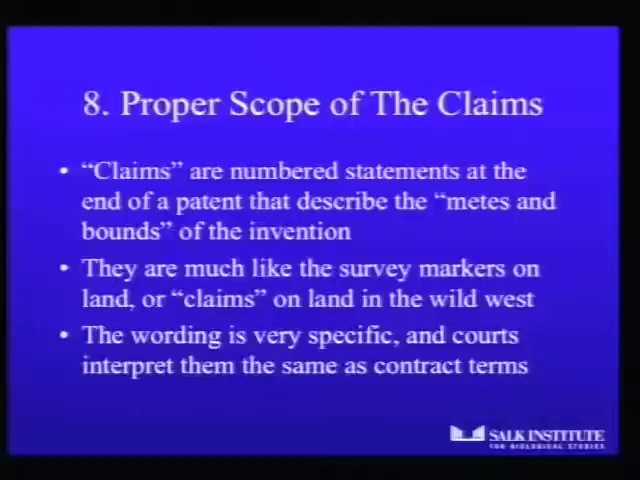 8. Proper Scope of The Claims
• “Claims” are numbered statements at the
end of a patent that describe the “metes and
bounds” of the invention
• They are much like the survey markers on
land, or “claims” on land in the wild west
• The wording is very specific, and courts
interpret them the same as contract terms
SALK INSTITUTE
FOR BIOLOGICAL STUDIES